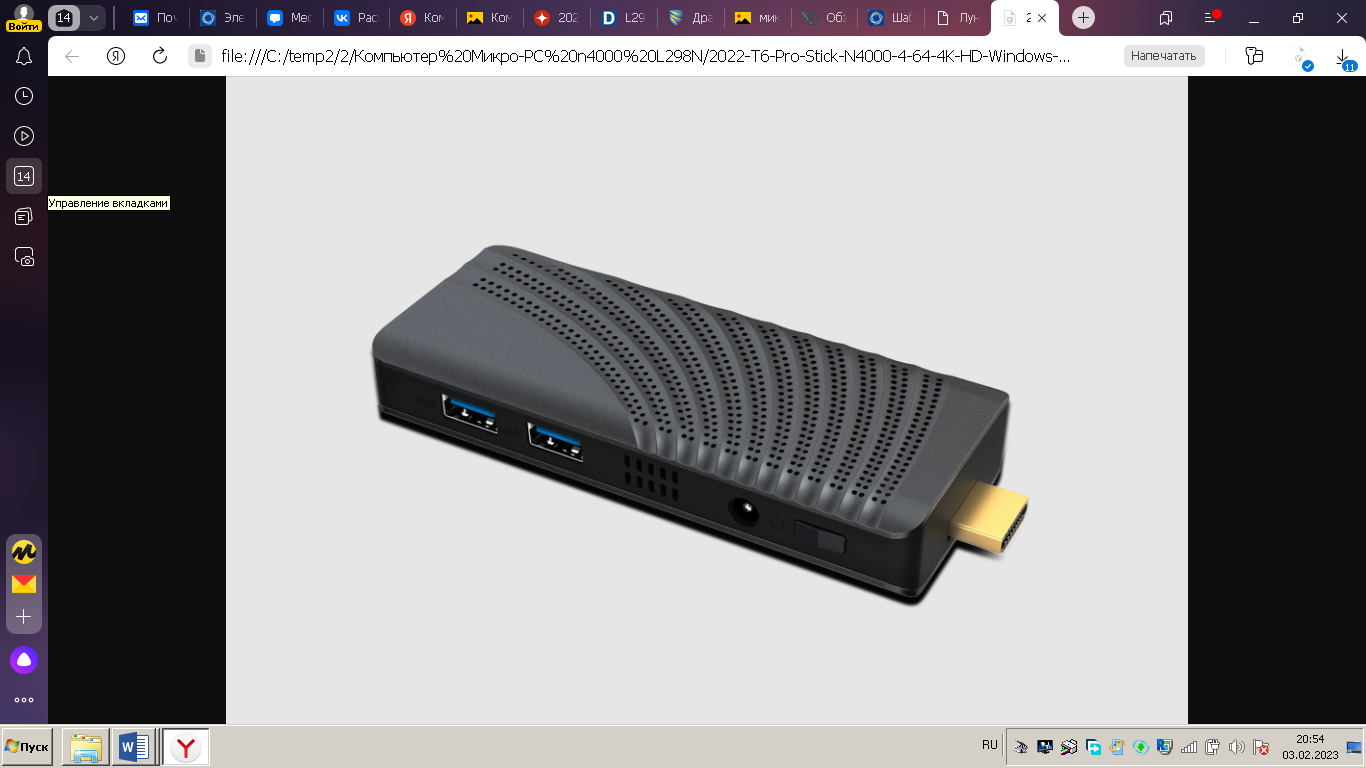 14
Поч
Эле
Мес
Рас
Ком
Ком
202
L29
Дра
мик
Обз
Шаб
Лун
2
Войти
file:///C:/temp2/2/Компьютер%20Микро-PC%20n4000%20L298N/2022-T6-Pro-Stick-N4000-4-64-4K-HD-Windows-...
Напечатать
11
14
Управление вкладками
Пуск
RU
20:54
03.02.2023